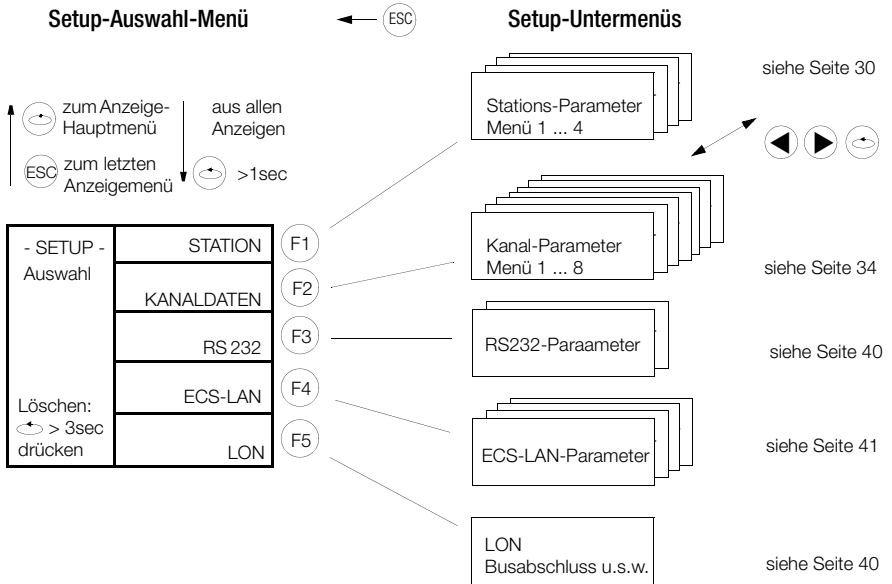 Setup-Auswahl-Menü
ESC
Setup-Untermenüs
zum Anzeige-
Hauptmenü
ESC
zum letzten
Anzeigemenü
aus allen
Anzeigen
>1sec
- SETUP -
Auswahl
Löschen:
> 3sec
drücken
STATION
F1
KANALDATEN
F2
RS 232
F3
ECS-LAN
F4
LON
F5
Stations-Parameter
Menü 1 ... 4
siehe Seite 30
Kanal-Parameter
Menü 1 ... 8
siehe Seite 34
RS232-Paraameter
siehe Seite 40
ECS-LAN-Parameter
siehe Seite 41
LON
Busabschluss u.s.w.
siehe Seite 40